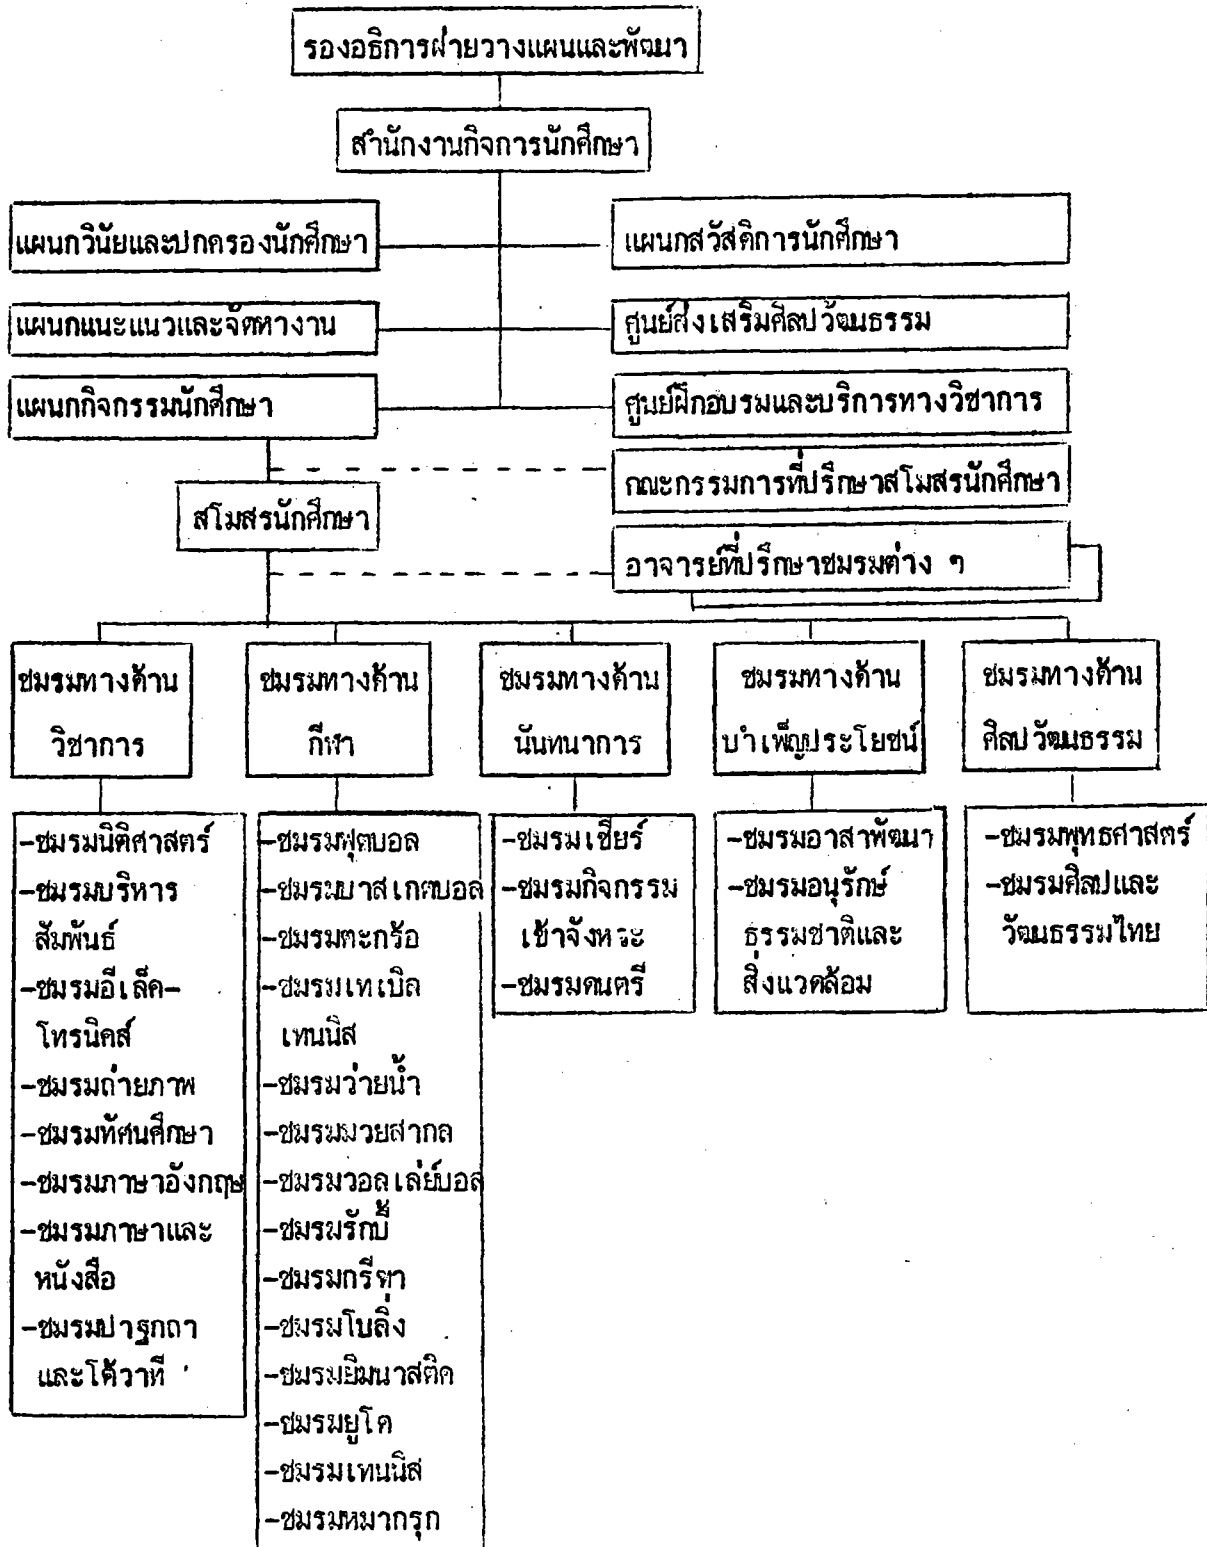 รองอธิการฝ่ายวางแผนและพัฒนา
สำนักงานกิจการนักศึกษา
แผนกวินัยและปกครองนักศึกษา
แผนกสวัสดิการนักศึกษา
แผนกแนะแนวและจัดหางาน
ศูนย์ส่งเสริมศิลปวัฒนธรรม
แผนกกิจกรรมนักศึกษา
ศูนย์ฝึกอบรมและบริการทางวิชาการ
คณะกรรมการที่ปรึกษาสโมสรนักศึกษา
สโมสรนักศึกษา
อาจารย์ที่ปรึกษาชมรมต่าง ๆ
ชมรมทางด้าน
วิชาการ
-ชมรมนิติศาสตร์
-ชมรมบริหาร
สัมพันธ์
-ชมรมอีเล็ค-
โทรนิคส์
-ชมรมถ่ายภาพ
-ชมรมทัศนศึกษา
-ชมรมภาษาอังกฤษ
-ชมรมภาษาและ
หนังสือ
-ชมรมปาฐกถา
และโต้วาที
ชมรมทางด้าน
กีฬา
-ชมรมฟุตบอล
-ชมรมบาสเกตบอล
-ชมรมตะกร้อ
-ชมรมเทเบิล
เทนนิส
-ชมรมว่ายน้ำ
-ชมรมมวยสากล
-ชมรมวอลเล่ย์บอล
-ชมรมรักบี้
-ชมรมกรีฑา
-ชมรมโบลิ่ง
-ชมรมยิมนาสติค
-ชมรมยูโด
-ชมรมเทนนิส
-ชมรมหมากรุก
ชมรมทางด้าน
นันทนาการ
-ชมรมเชียร์
-ชมรมกิจกรรม
เข้าจังหวะ
-ชมรมดนตรี
ชมรมทางด้าน
บำเพ็ญประโยชน์
-ชมรมอาสาพัฒนา
-ชมรมอนุรักษ์
ธรรมชาติและ
สิ่งแวดล้อม
ชมรมทางด้าน
ศิลปวัฒนธรรม
-ชมรมพุทธศาสตร์
-ชมรมศิลปและ
วัฒนธรรมไทย